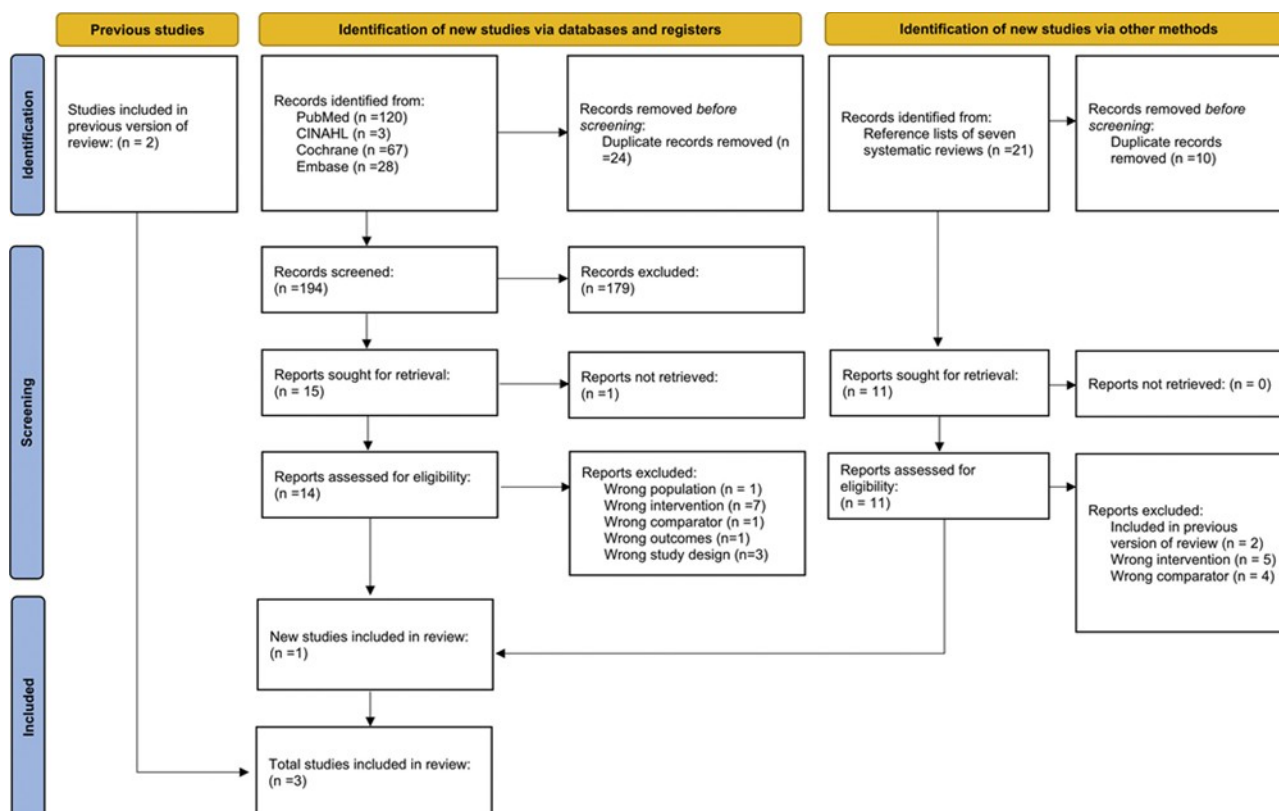 Previous studies
Identification of new studies via databases and registers
Identification of new studies via other methods
Identification
Studies included in
previous version of
review: (n = 2)
Records identified from:
PubMed (n =120)
CINAHL (n =3)
Cochrane (n =67)
Embase (n =28)
Records removed before
screening:
Duplicate records removed (n
=24)
Records identified from:
Reference lists of seven
systematic reviews (n =21)
Records removed before
screening:
Duplicate records
removed (n =10)
Screening
Records screened:
(n =194)
Records excluded:
(n =179)
Reports sought for retrieval:
(n = 15)
Reports not retrieved:
(n =1)
Reports sought for retrieval:
(n = 11)
Reports not retrieved: (n = 0)
Reports assessed for eligibility:
(n =14)
Reports excluded:
Wrong population (n = 1)
Wrong intervention (n =7)
Wrong comparator (n =1)
Wrong outcomes (n=1)
Wrong study design (n=3)
Reports assessed for
eligibility:
(n = 11)
Reports excluded:
Included in previous
version of review (n = 2)
Wrong intervention (n = 5)
Wrong comparator (n = 4)
Included
New studies included in review:
(n =1)
Total studies included in review:
(n =3)